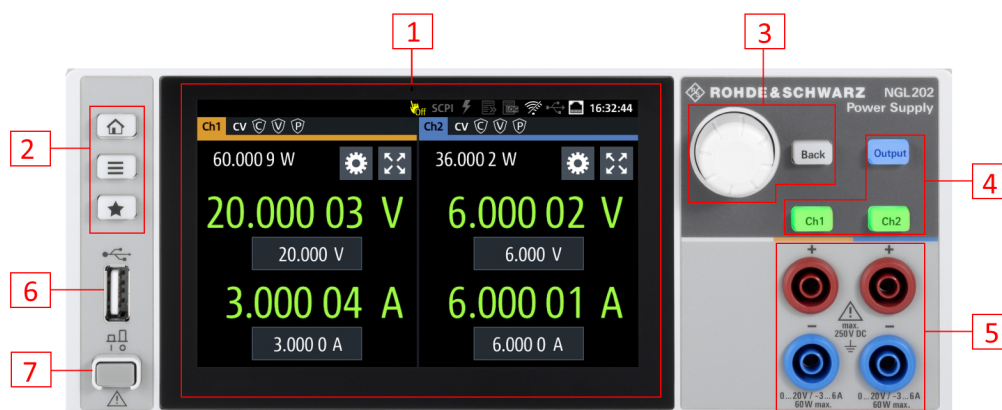 1
3
2
4
6
5
7
ROHDE & SCHWARZ NGL202
Power Supply
Off SCPI 16:32:44
Ch1 CV C V P
Ch2 CV C V P
60.000 9 W
36.000 2 W
20.000 03 V
6.000 02 V
20.000 V
6.000 V
3.000 04 A
6.000 01 A
3.000 0 A
6.000 0 A
Back
Output
Ch1
Ch2
+ +
max.
250V DC
− −
0...20V / −3...6A
60W max.
0...20V / −3...6A
60W max.